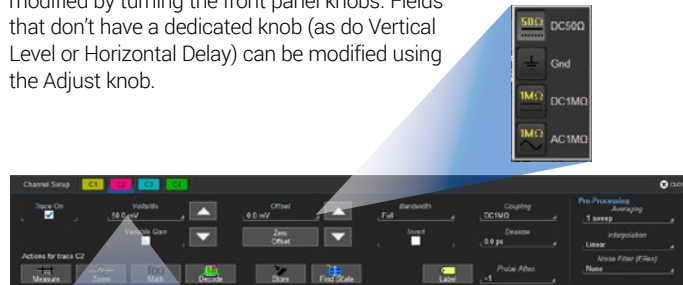 modified by turning the front panel knobs. Fields
that don't have a dedicated knob (as do Vertical
Level or Horizontal Delay) can be modified using
the Adjust knob.
50Ω DC50Ω
Gnd
1MΩ DC1MΩ
1MΩ AC1MΩ
Channel Setup C1 C2 C3 C4 CLOSE
Trace On Volts/div Offset Bandwidth Coupling Pre-Processing
Averaging
50.0 mV 0.0 mV Full DC1MΩ 1 sweep
Variable Gain Zero Offset Invert Deskew Interpolation
0.0 ps Linear
Actions for trace C2 Noise Filter (ERes)
Measure Zoom Math Decode Store Find Scale Label Probe Atten. None
÷1